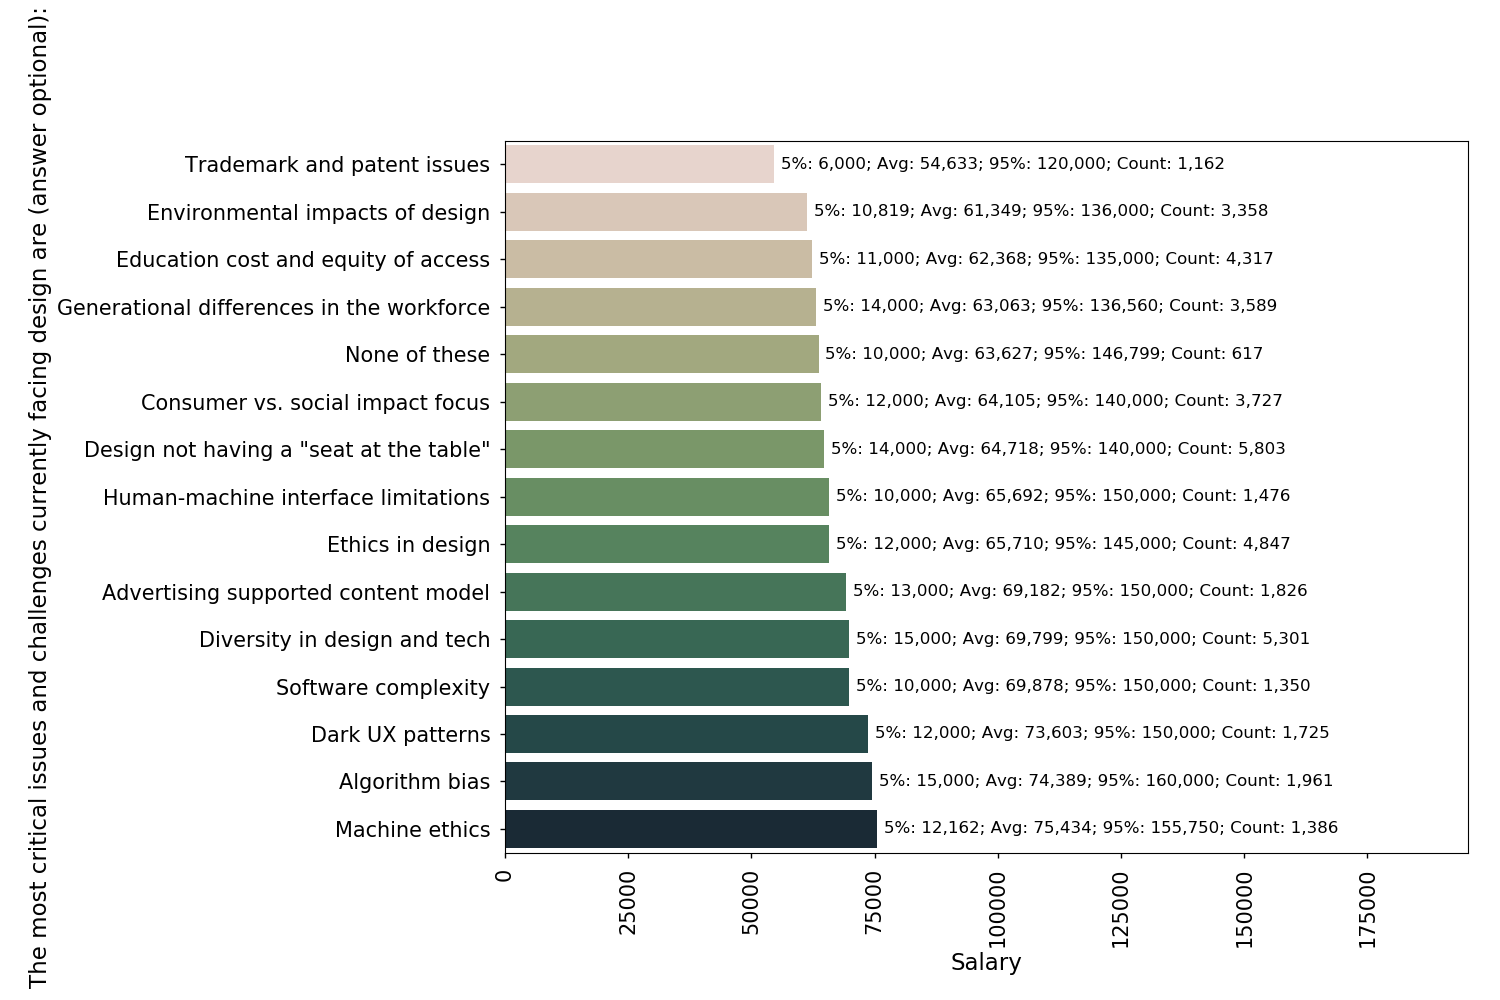 The most critical issues and challenges currently facing design are (answer optional):
Trademark and patent issues 5%: 6,000; Avg: 54,633; 95%: 120,000; Count: 1,162
Environmental impacts of design 5%: 10,819; Avg: 61,349; 95%: 136,000; Count: 3,358
Education cost and equity of access 5%: 11,000; Avg: 62,368; 95%: 135,000; Count: 4,317
Generational differences in the workforce 5%: 14,000; Avg: 63,063; 95%: 136,560; Count: 3,589
None of these 5%: 10,000; Avg: 63,627; 95%: 146,799; Count: 617
Consumer vs. social impact focus 5%: 12,000; Avg: 64,105; 95%: 140,000; Count: 3,727
Design not having a "seat at the table" 5%: 14,000; Avg: 64,718; 95%: 140,000; Count: 5,803
Human-machine interface limitations 5%: 10,000; Avg: 65,692; 95%: 150,000; Count: 1,476
Ethics in design 5%: 12,000; Avg: 65,710; 95%: 145,000; Count: 4,847
Advertising supported content model 5%: 13,000; Avg: 69,182; 95%: 150,000; Count: 1,826
Diversity in design and tech 5%: 15,000; Avg: 69,799; 95%: 150,000; Count: 5,301
Software complexity 5%: 10,000; Avg: 69,878; 95%: 150,000; Count: 1,350
Dark UX patterns 5%: 12,000; Avg: 73,603; 95%: 150,000; Count: 1,725
Algorithm bias 5%: 15,000; Avg: 74,389; 95%: 160,000; Count: 1,961
Machine ethics 5%: 12,162; Avg: 75,434; 95%: 155,750; Count: 1,386
0 25000 50000 75000 100000 125000 150000 175000
Salary